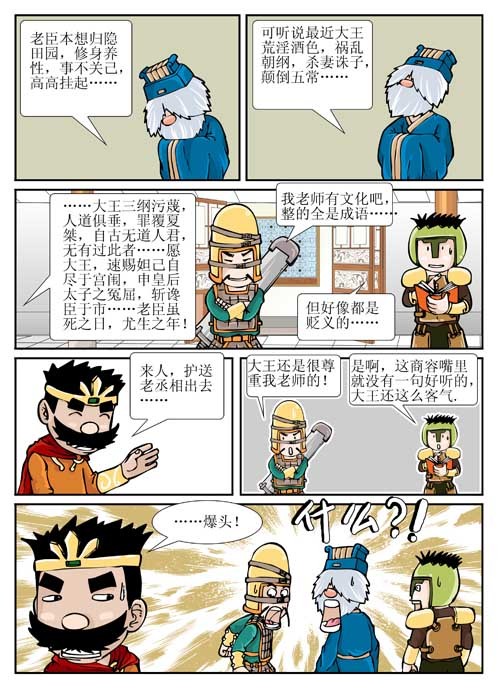 老臣本想归隐
田园，修身养
性，事不关己，
高高挂起……
可听说最近大王
荒淫酒色，祸乱
朝纲，杀妻诛子，
颠倒五常……
……大王三纲污蔑，
人道俱垂，罪覆夏
桀，自古无道人君，
无有过此者……愿
大王，速赐妲己自
尽于宫闱，申皇后
太子之冤屈，斩谗
臣于市……老臣虽
死之日，尤生之年！
我老师有文化吧，
整的全是成语……
但好像都是
贬义的……
来人，护送
老丞相出去
……
大王还是很尊
重我老师的！
是啊，这商容嘴里
就没有一句好听的，
大王还这么客气.
……爆头！
什么?!